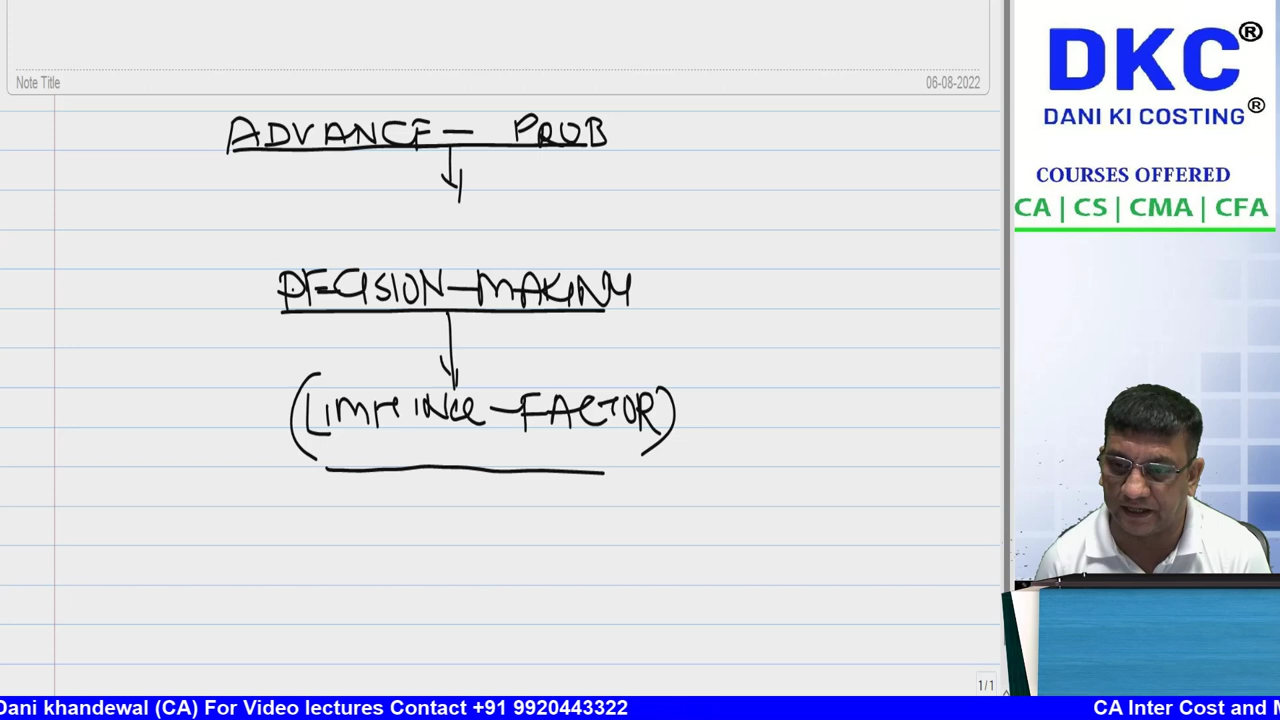 Note Title
06-08-2022
ADVANCE - PROB
DECISION - MAKING
(LIMITING - FACTOR)
1/1
DKC®
DANI KI COSTING®
COURSES OFFERED
CA | CS | CMA | CFA
Dani khandewal (CA) For Video lectures Contact +91 9920443322
CA Inter Cost and M